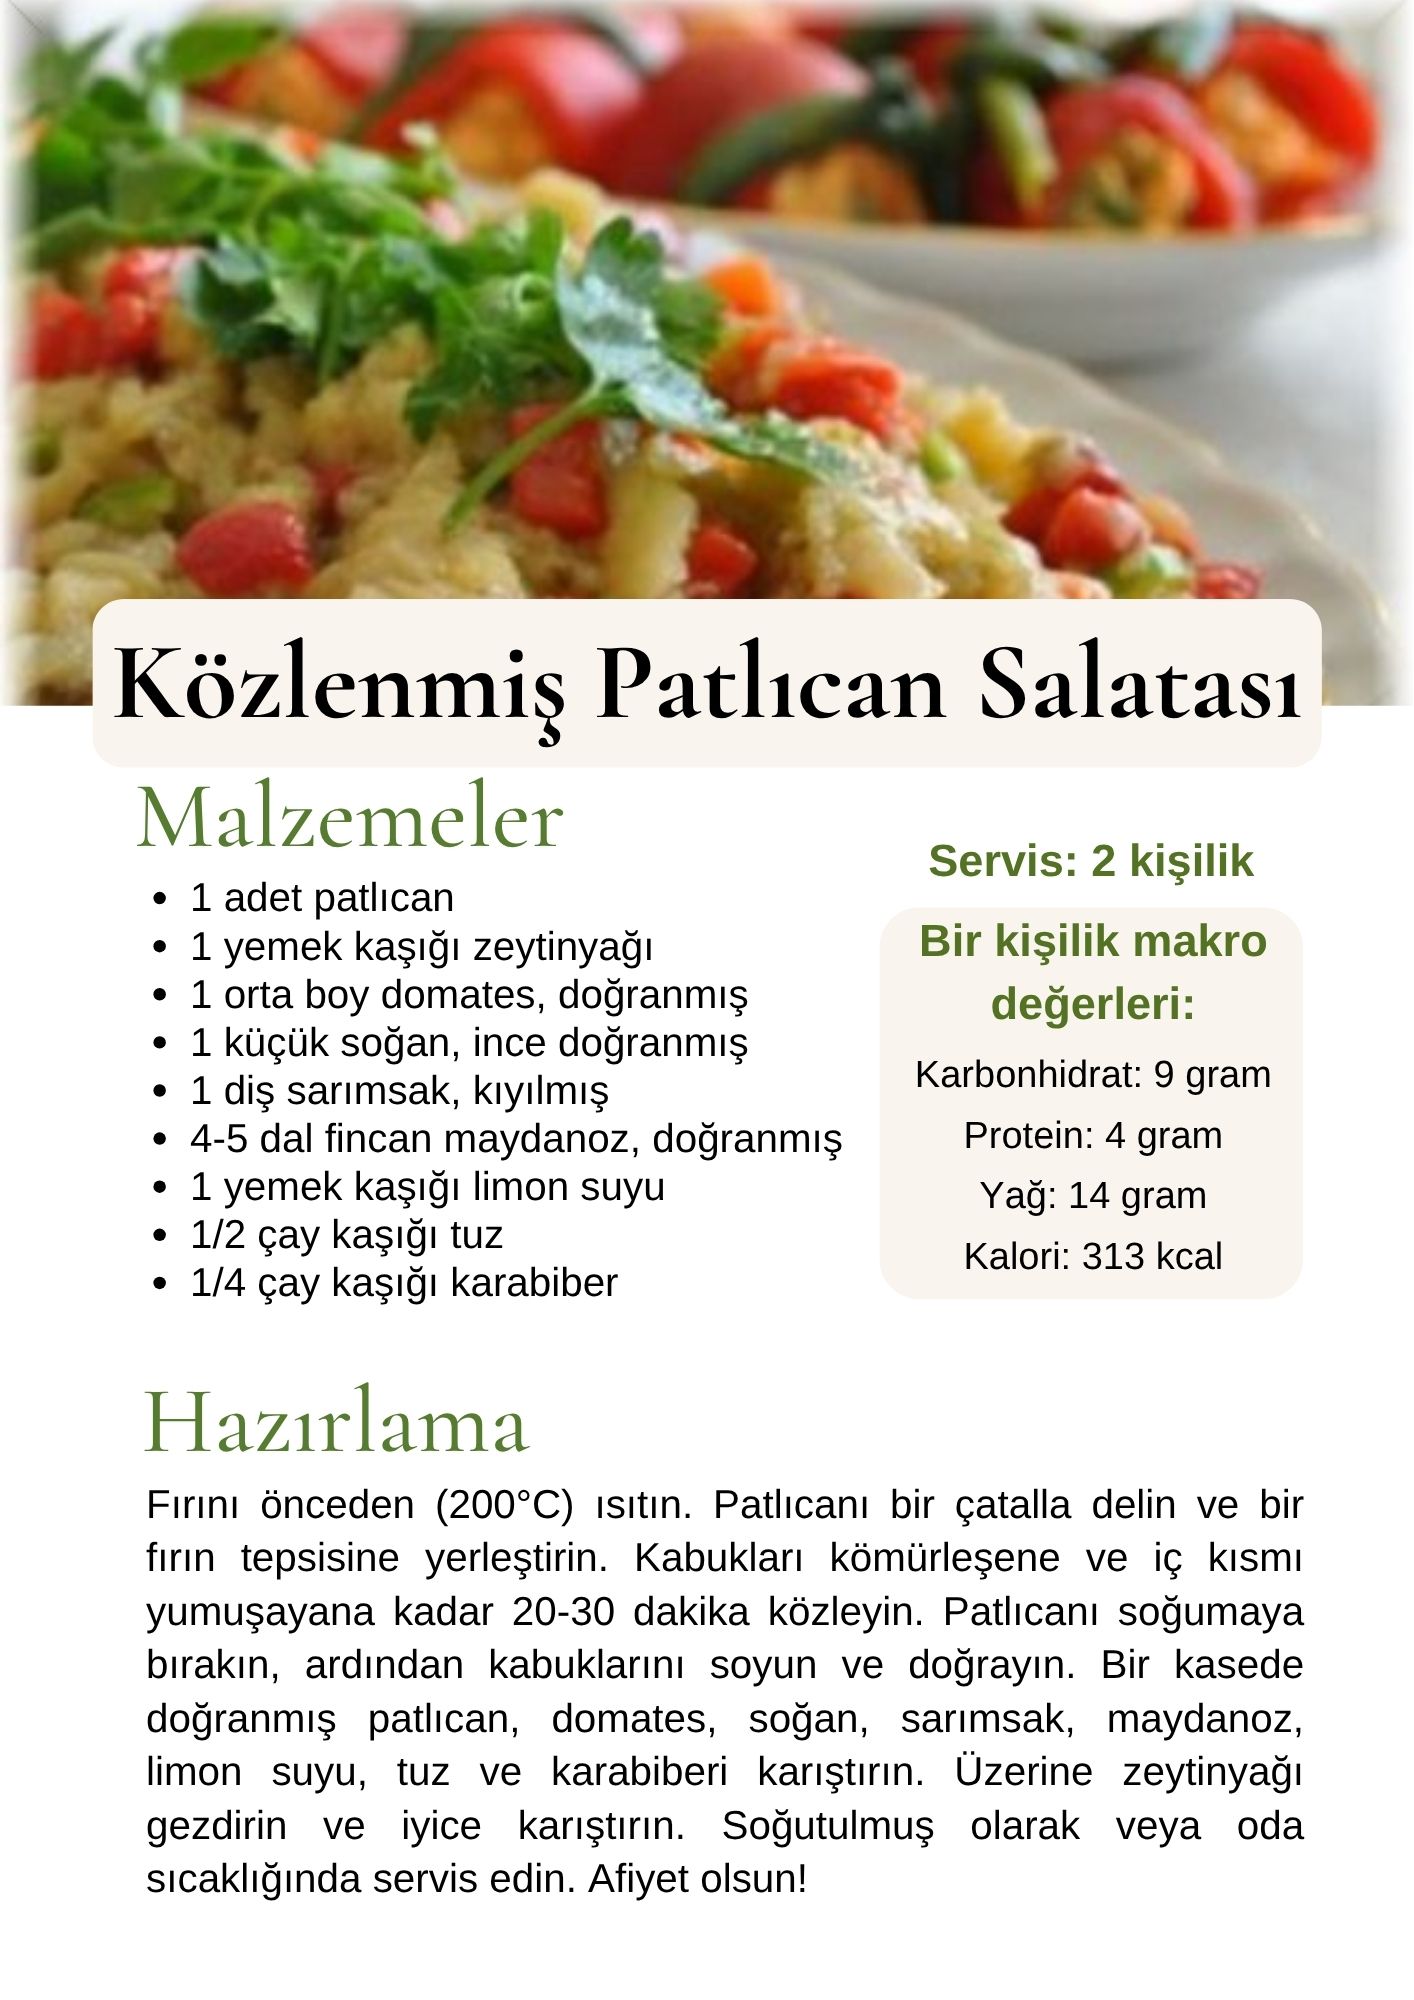 Közlenmiş Patlıcan Salatası
Malzemeler
1 adet patlıcan
1 yemek kaşığı zeytinyağı
1 orta boy domates, doğranmış
1 küçük soğan, ince doğranmış
1 diş sarımsak, kıyılmış
4-5 dal fincan maydanoz, doğranmış
1 yemek kaşığı limon suyu
1/2 çay kaşığı tuz
1/4 çay kaşığı karabiber
Servis: 2 kişilik
Bir kişilik makro
değerleri:
Karbonhidrat: 9 gram
Protein: 4 gram
Yağ: 14 gram
Kalori: 313 kcal
Hazırlama
Fırını önceden (200°C) ısıtın. Patlıcanı bir çatalla delin ve bir
fırın tepsisine yerleştirin. Kabukları kömürleşene ve iç kısmı
yumuşayana kadar 20-30 dakika közleyin. Patlıcanı soğumaya
bırakın, ardından kabuklarını soyun ve doğrayın. Bir kasede
doğranmış patlıcan, domates, soğan, sarımsak, maydanoz,
limon suyu, tuz ve karabiberi karıştırın. Üzerine zeytinyağı
gezdirin ve iyice karıştırın. Soğutulmuş olarak veya oda
sıcaklığında servis edin. Afiyet olsun!